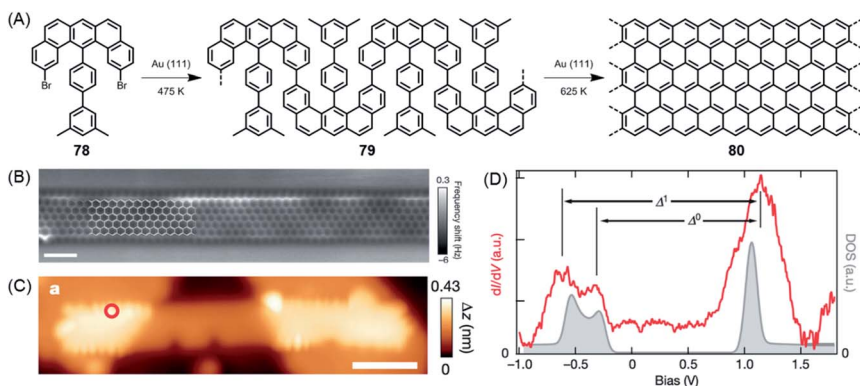 (A)
Br
Br
78
Au (111)
475 K
79
Au (111)
625 K
80
(B)
0.3
Frequency shift (Hz)
−6
(C)
a
0.43
Δz (nm)
0
(D)
Δ¹
Δ⁰
dI/dV (a.u.)
DOS (a.u.)
0
0
−1.0
−0.5
0
0.5
1.0
1.5
Bias (V)